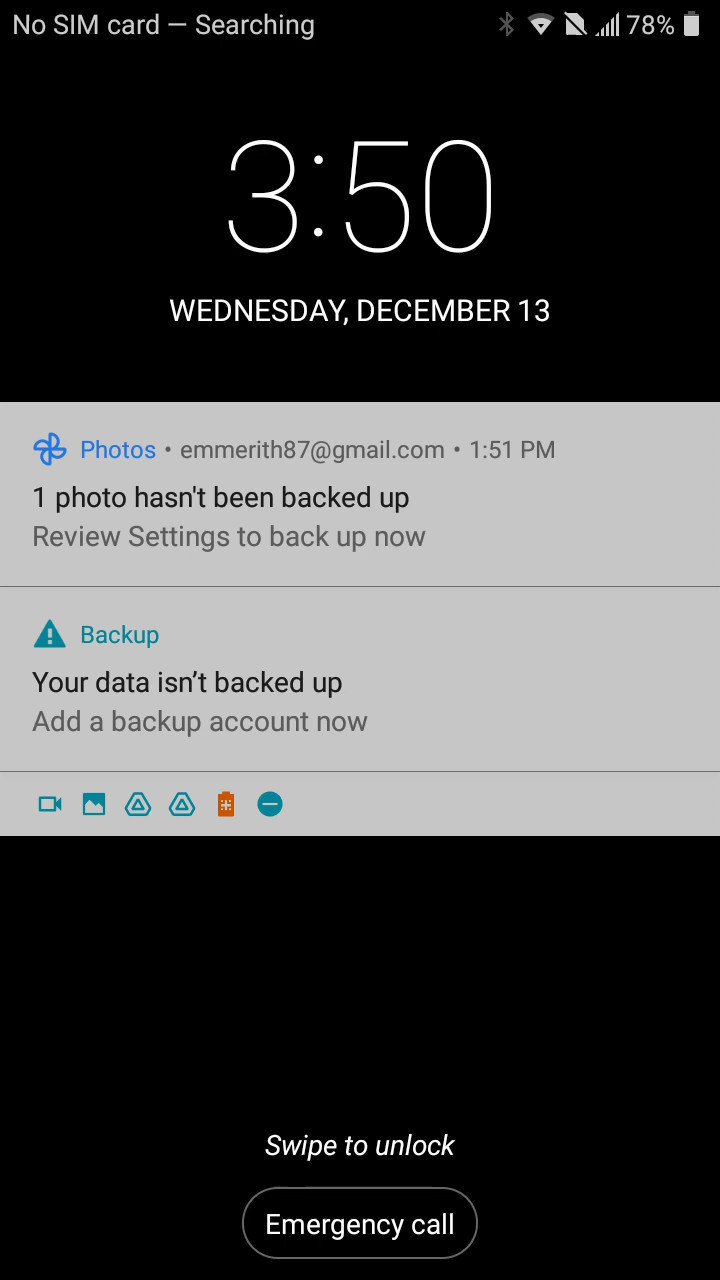 No SIM card — Searching 78%
3:50
WEDNESDAY, DECEMBER 13
Photos • emmerith87@gmail.com • 1:51 PM
1 photo hasn't been backed up
Review Settings to back up now
Backup
Your data isn’t backed up
Add a backup account now
Swipe to unlock
Emergency call